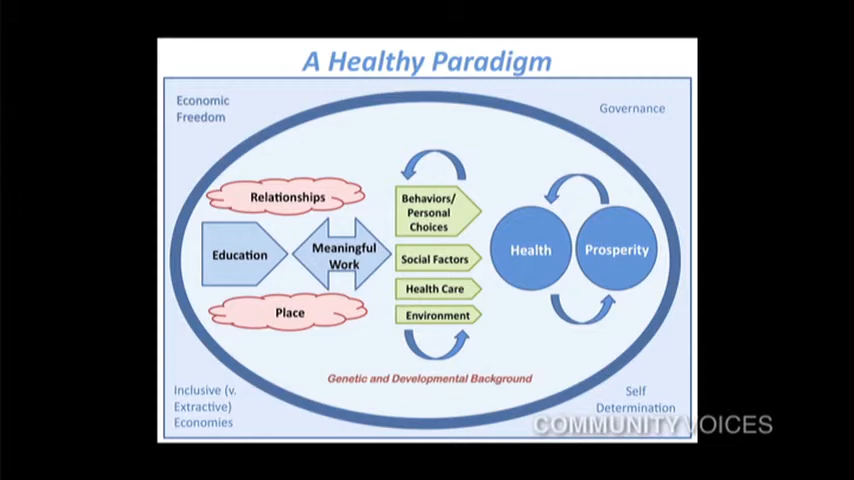 A Healthy Paradigm
Economic
Freedom
Governance
Relationships
Education
Meaningful
Work
Place
Behaviors/
Personal
Choices
Social Factors
Health Care
Environment
Health
Prosperity
Genetic and Developmental Background
Inclusive (v.
Extractive)
Economies
Self
Determination
COMMUNITY VOICES